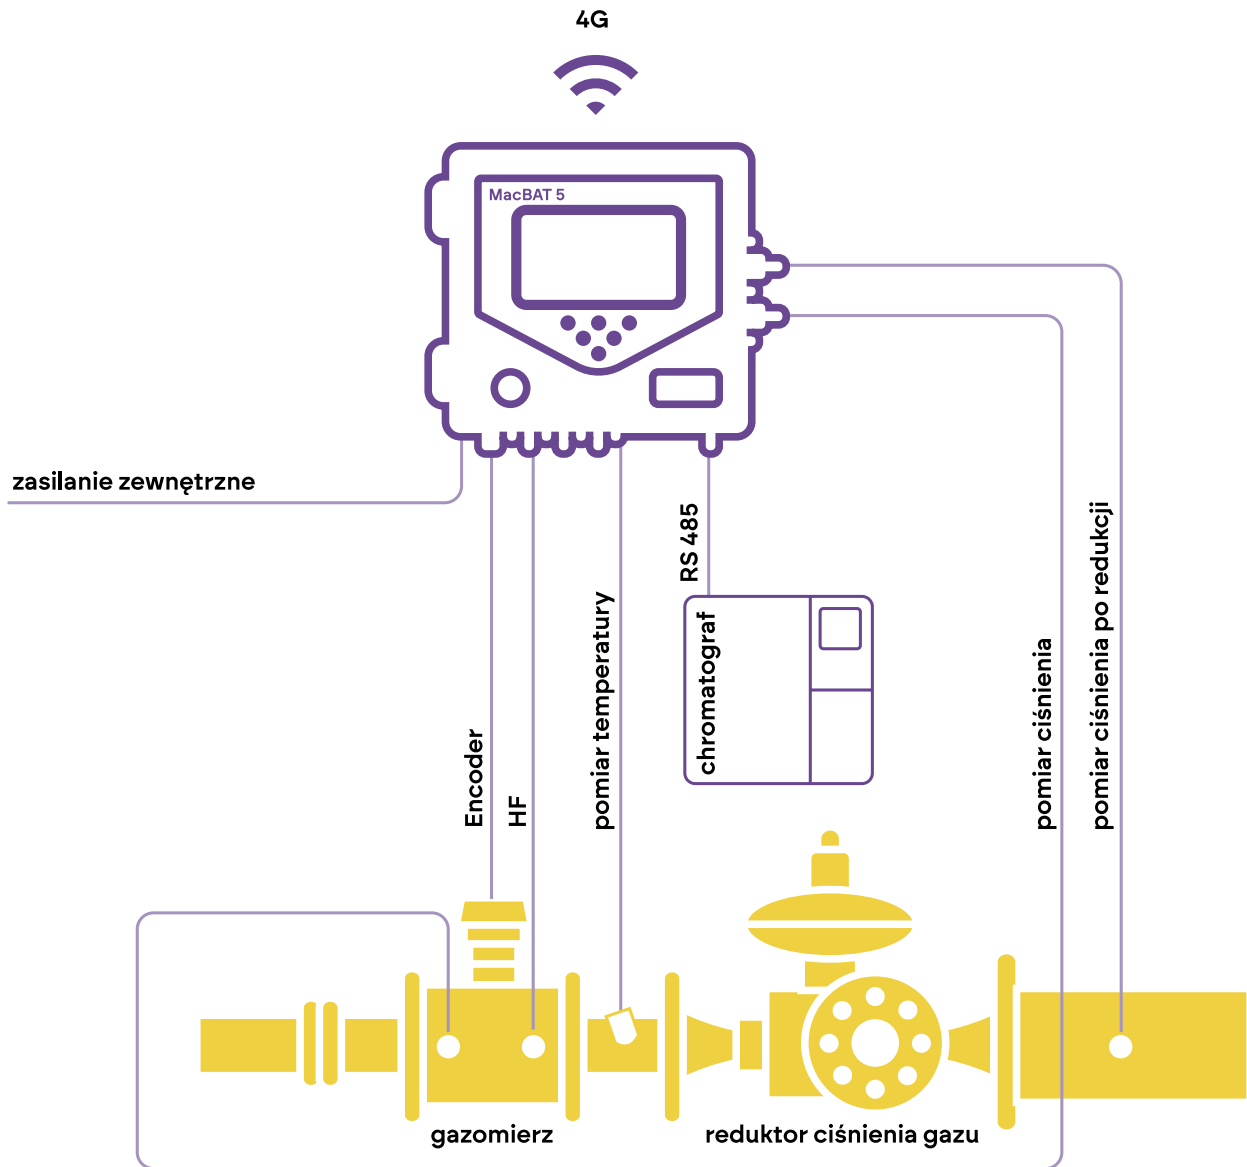 4G
MacBAT 5
zasilanie zewnętrzne
RS 485
chromatograf
Encoder
HF
pomiar temperatury
pomiar ciśnienia
pomiar ciśnienia po redukcji
gazomierz
reduktor ciśnienia gazu